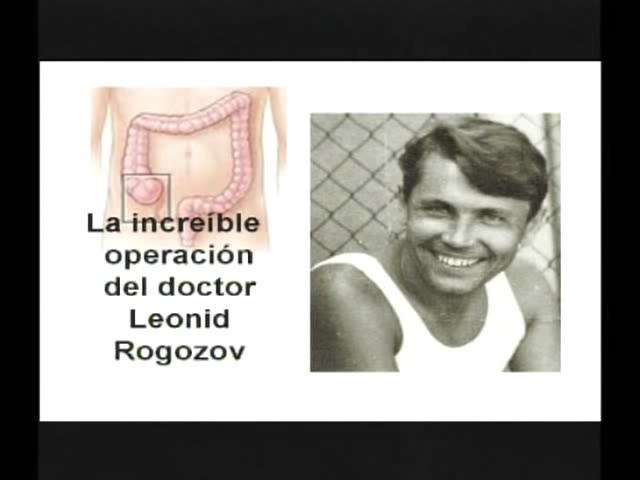 La increíble
operación
del doctor
Leonid
Rogozov